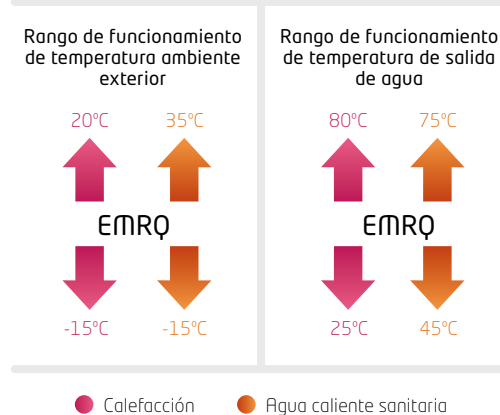 Rango de funcionamiento
de temperatura ambiente
exterior
20ºC 35ºC
EMRQ
-15ºC -15ºC
Rango de funcionamiento
de temperatura de salida
de agua
80ºC 75ºC
EMRQ
25ºC 45ºC
Calefacción Agua caliente sanitaria